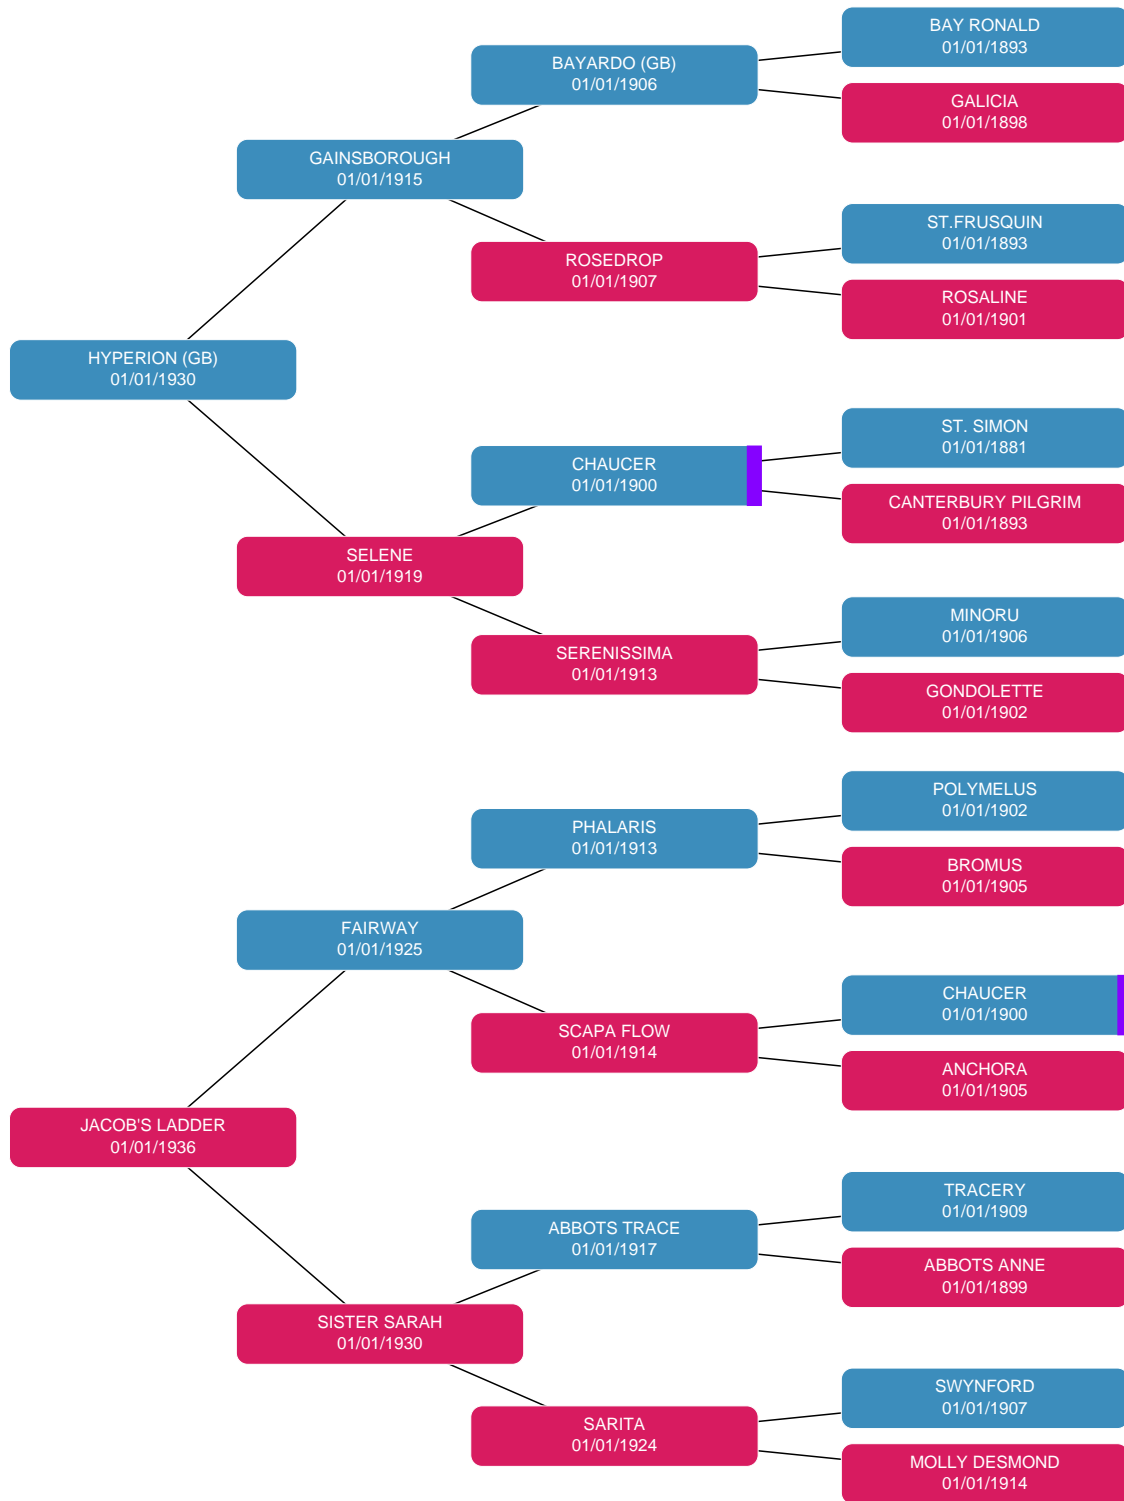 BAY RONALD
01/01/1893
BAYARDO (GB)
01/01/1906
GALICIA
01/01/1898
GAINSBOROUGH
01/01/1915
ST.FRUSQUIN
01/01/1893
ROSEDROP
01/01/1907
ROSALINE
01/01/1901
HYPERION (GB)
01/01/1930
ST. SIMON
01/01/1881
CHAUCER
01/01/1900
CANTERBURY PILGRIM
01/01/1893
SELENE
01/01/1919
MINORU
01/01/1906
SERENISSIMA
01/01/1913
GONDOLETTE
01/01/1902
POLYMELUS
01/01/1902
PHALARIS
01/01/1913
BROMUS
01/01/1905
FAIRWAY
01/01/1925
CHAUCER
01/01/1900
SCAPA FLOW
01/01/1914
ANCHORA
01/01/1905
JACOB'S LADDER
01/01/1936
TRACERY
01/01/1909
ABBOTS TRACE
01/01/1917
ABBOTS ANNE
01/01/1899
SISTER SARAH
01/01/1930
SWYNFORD
01/01/1907
SARITA
01/01/1924
MOLLY DESMOND
01/01/1914